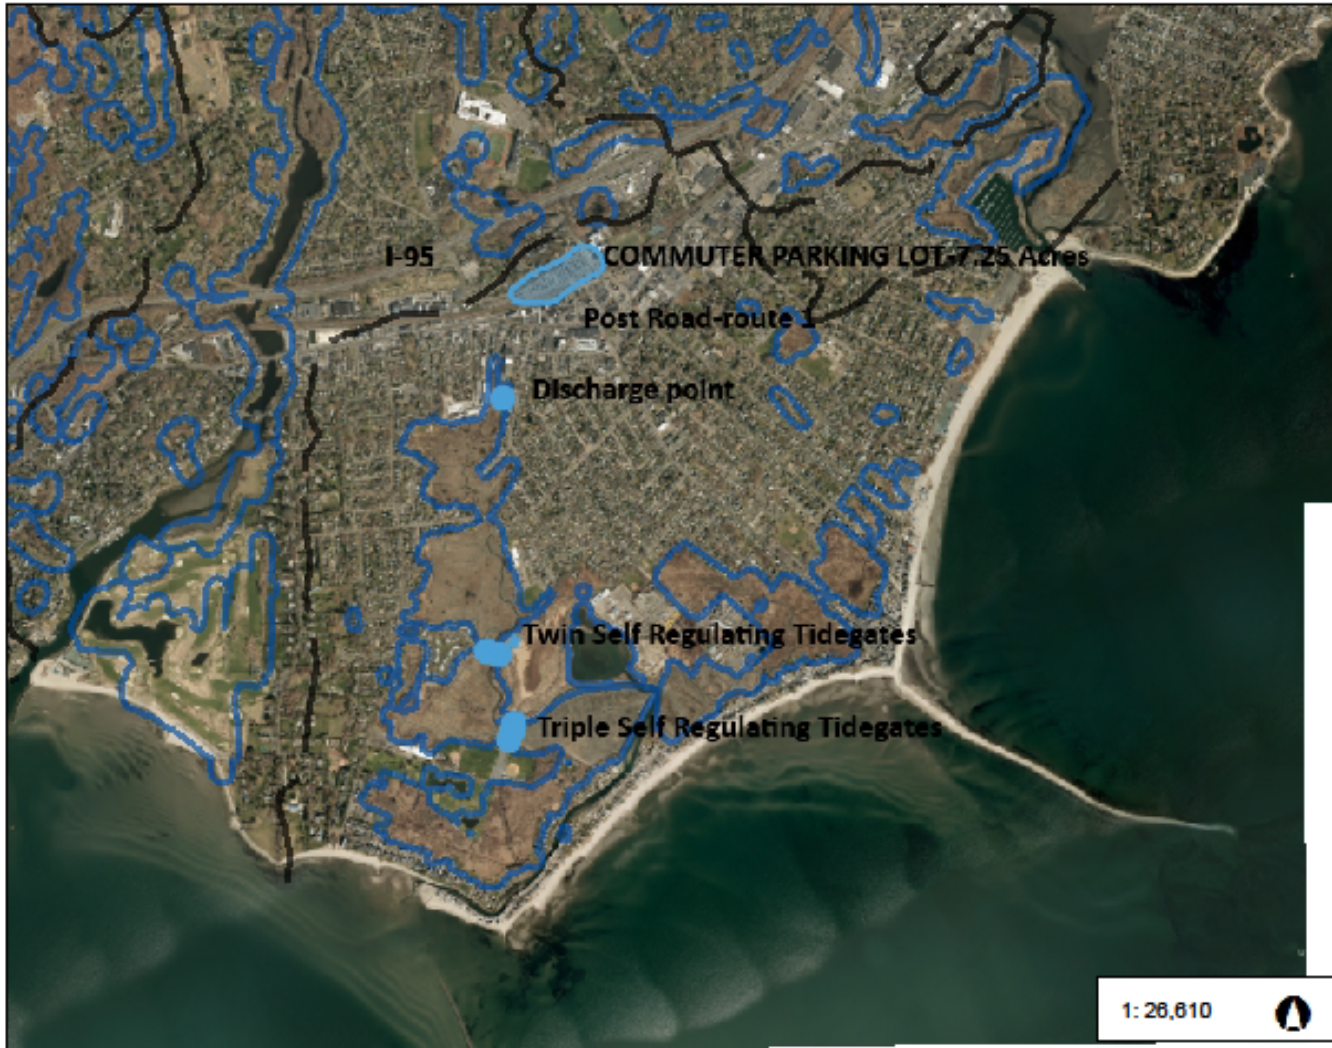 I-95
COMMUTER PARKING LOT-7.25 Acres
Post Road-route 1
Discharge point
Twin Self Regulating Tidegates
Triple Self Regulating Tidegates
1: 26,610